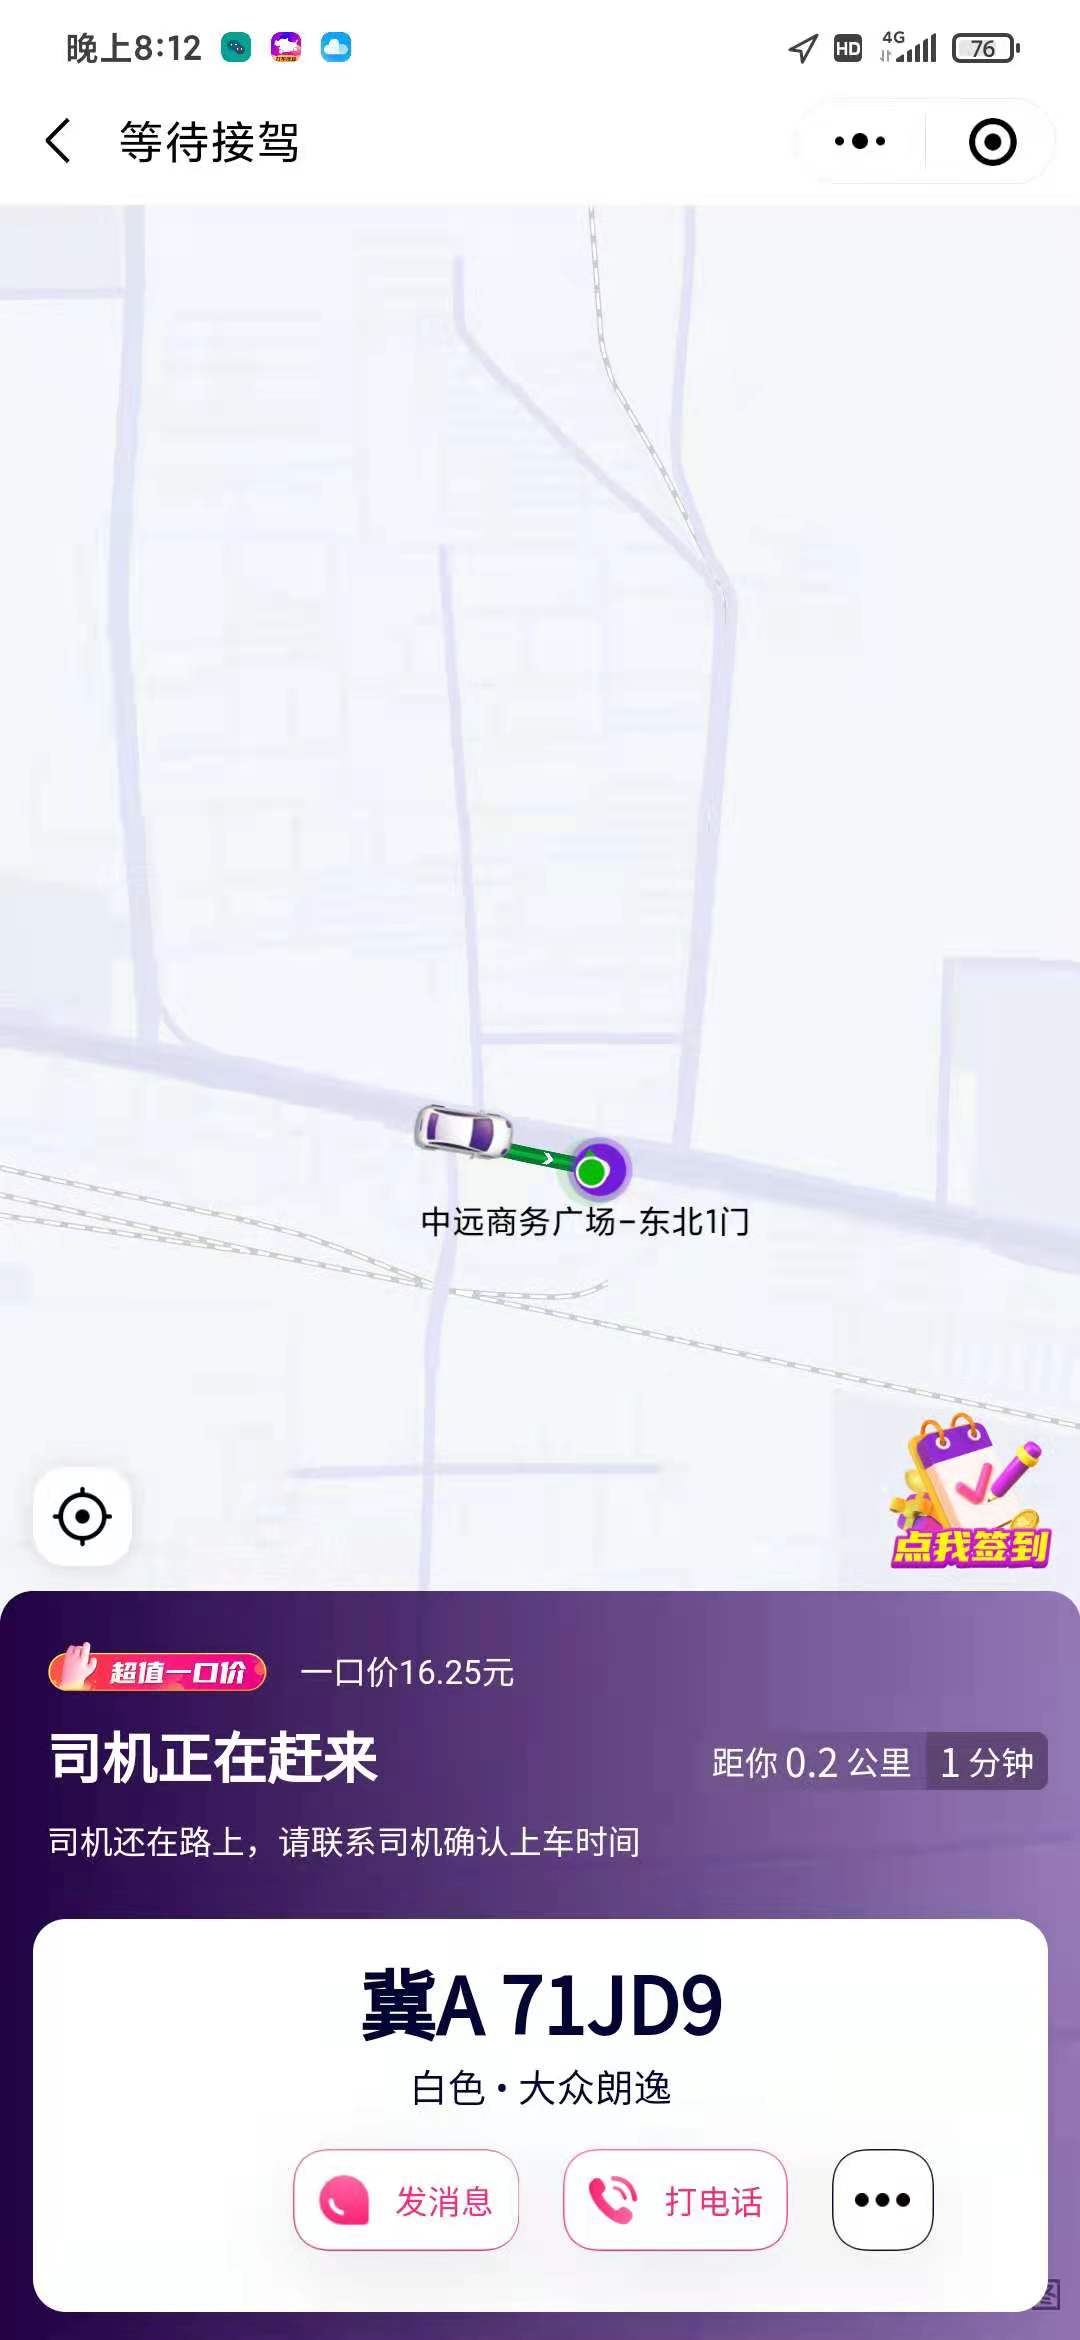 晚上8:12
HD
4G
76
等待接驾
中远商务广场-东北1门
点我签到
超值一口价 一口价16.25元
司机正在赶来
距你 0.2 公里 1 分钟
司机还在路上，请联系司机确认上车时间
冀A 71JD9
白色·大众朗逸
发消息 打电话